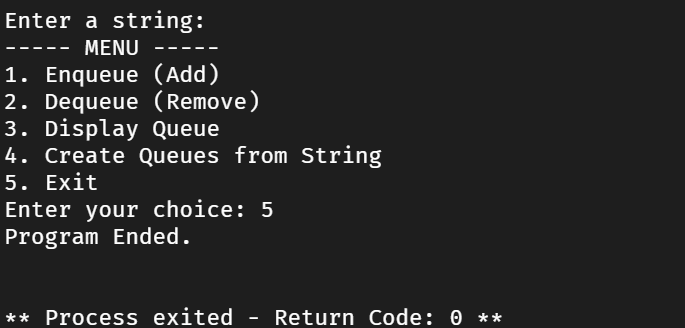 Enter a string:
----- MENU -----
1. Enqueue (Add)
2. Dequeue (Remove)
3. Display Queue
4. Create Queues from String
5. Exit
Enter your choice: 5
Program Ended.
** Process exited - Return Code: 0 **